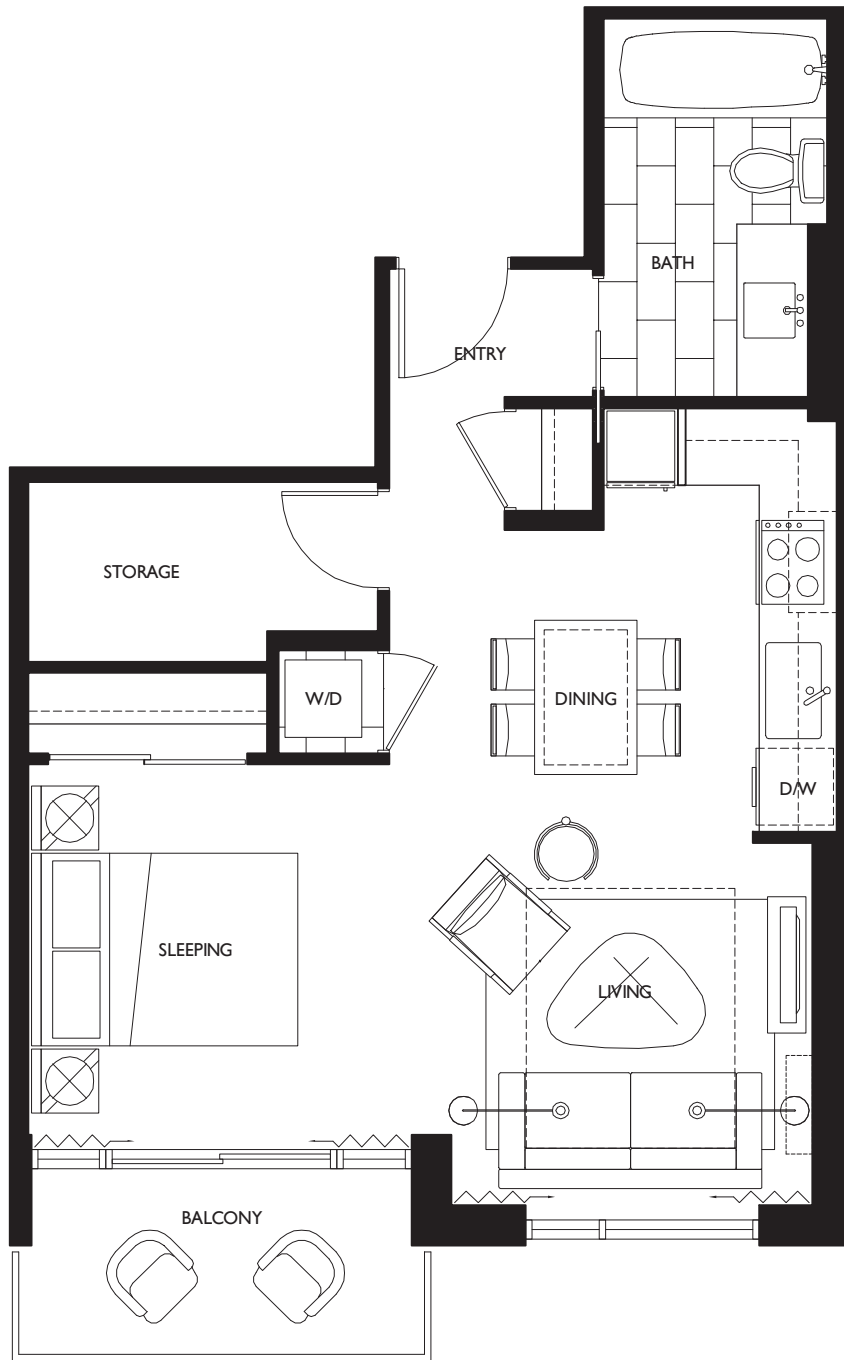 BATH
ENTRY
STORAGE
W/D
DINING
D/W
SLEEPING
LIVING
BALCONY